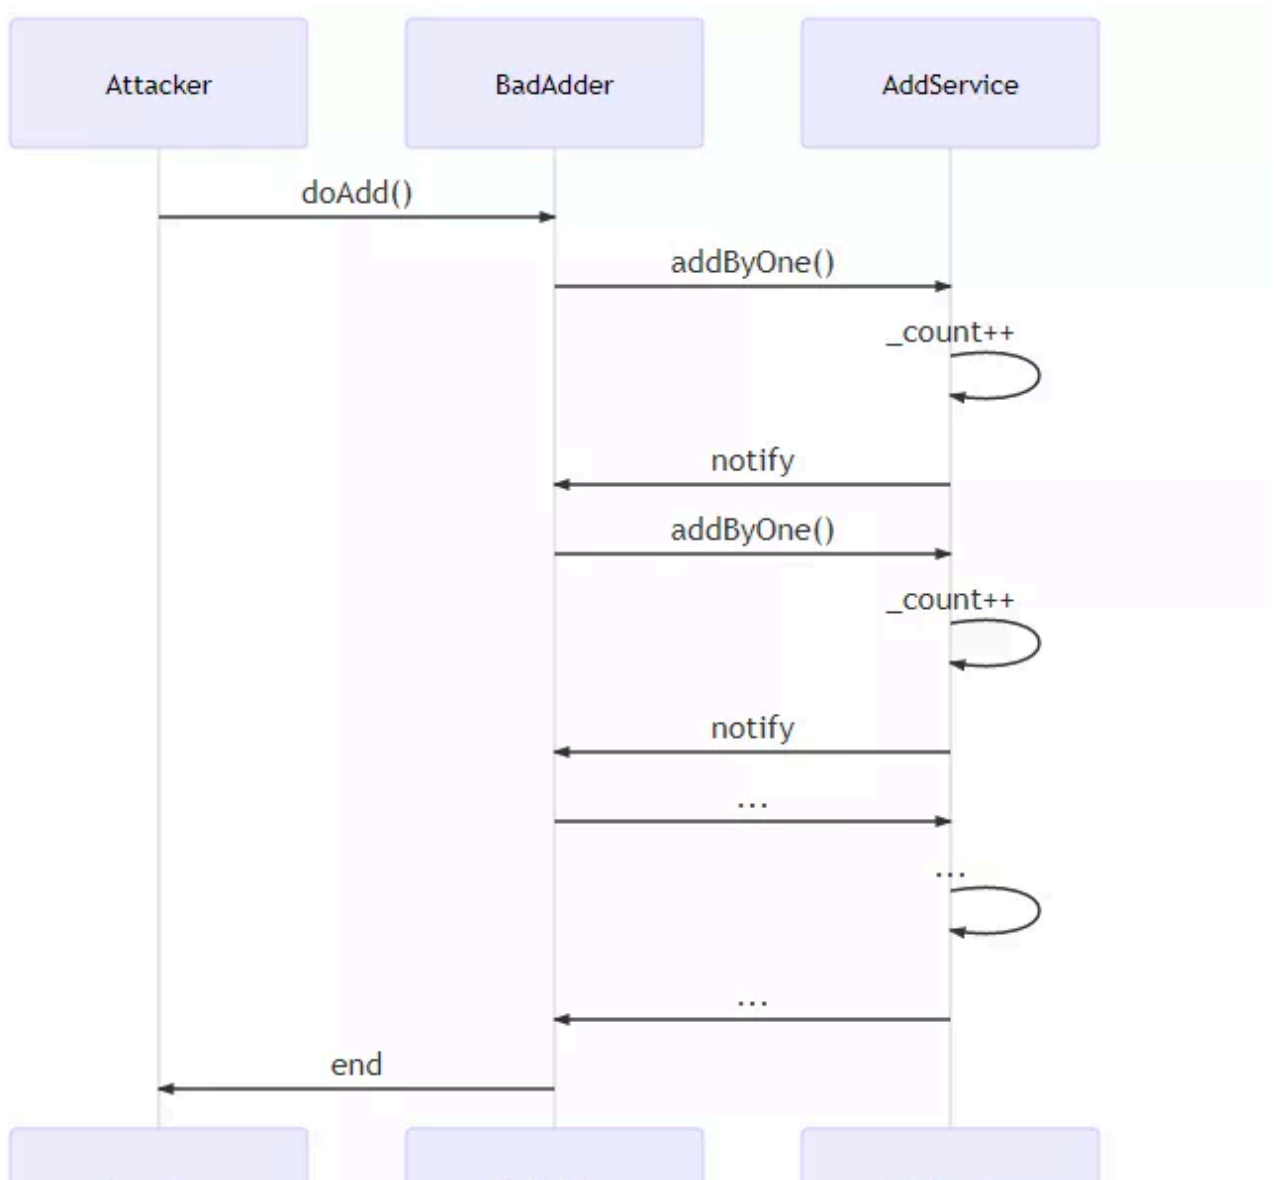 Attacker
BadAdder
AddService
doAdd()
addByOne()
_count++
notify
addByOne()
_count++
notify
...
...
...
end